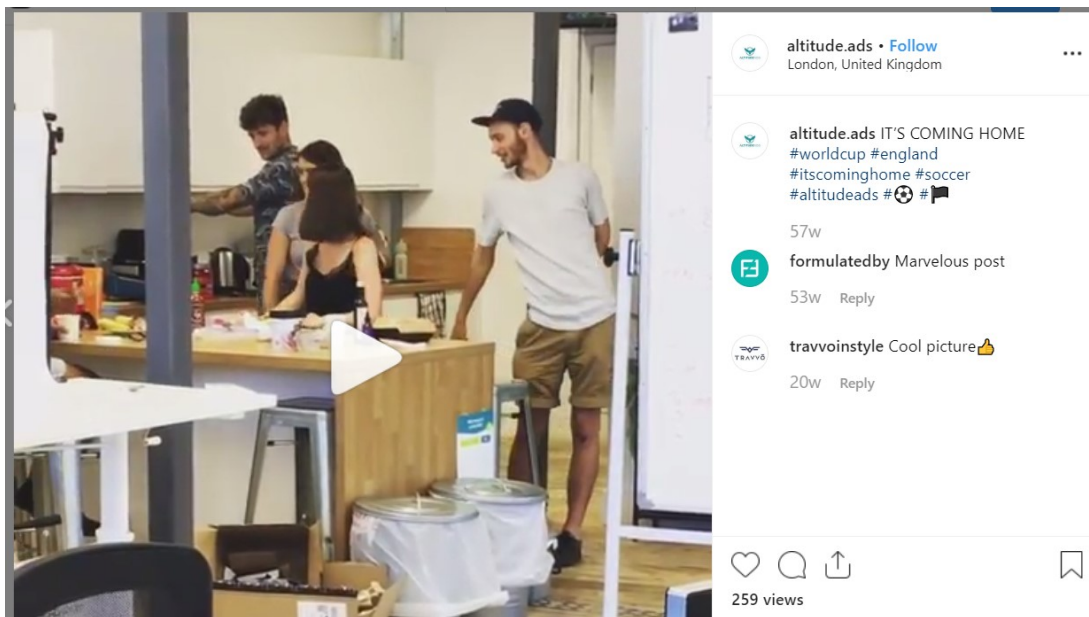 altitude.ads • Follow
London, United Kingdom
altitude.ads IT'S COMING HOME
#worldcup #england
#itscominghome #soccer
#altitudeads #⚽ #🏴
57w
formulatedby Marvelous post
53w Reply
TRAVVÔ
travvoinstyle Cool picture👍
20w Reply
259 views